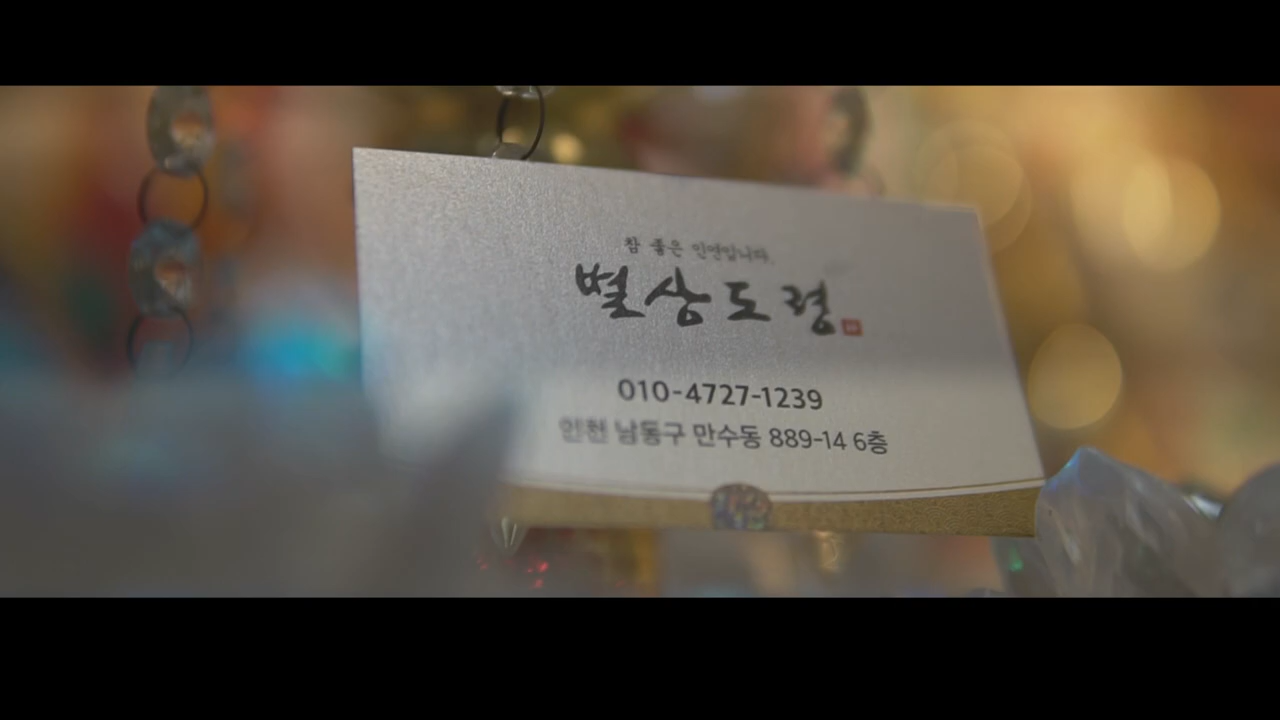 참 좋은 인연입니다.
별상도령
010-4727-1239
인천 남동구 만수동 889-14 6층